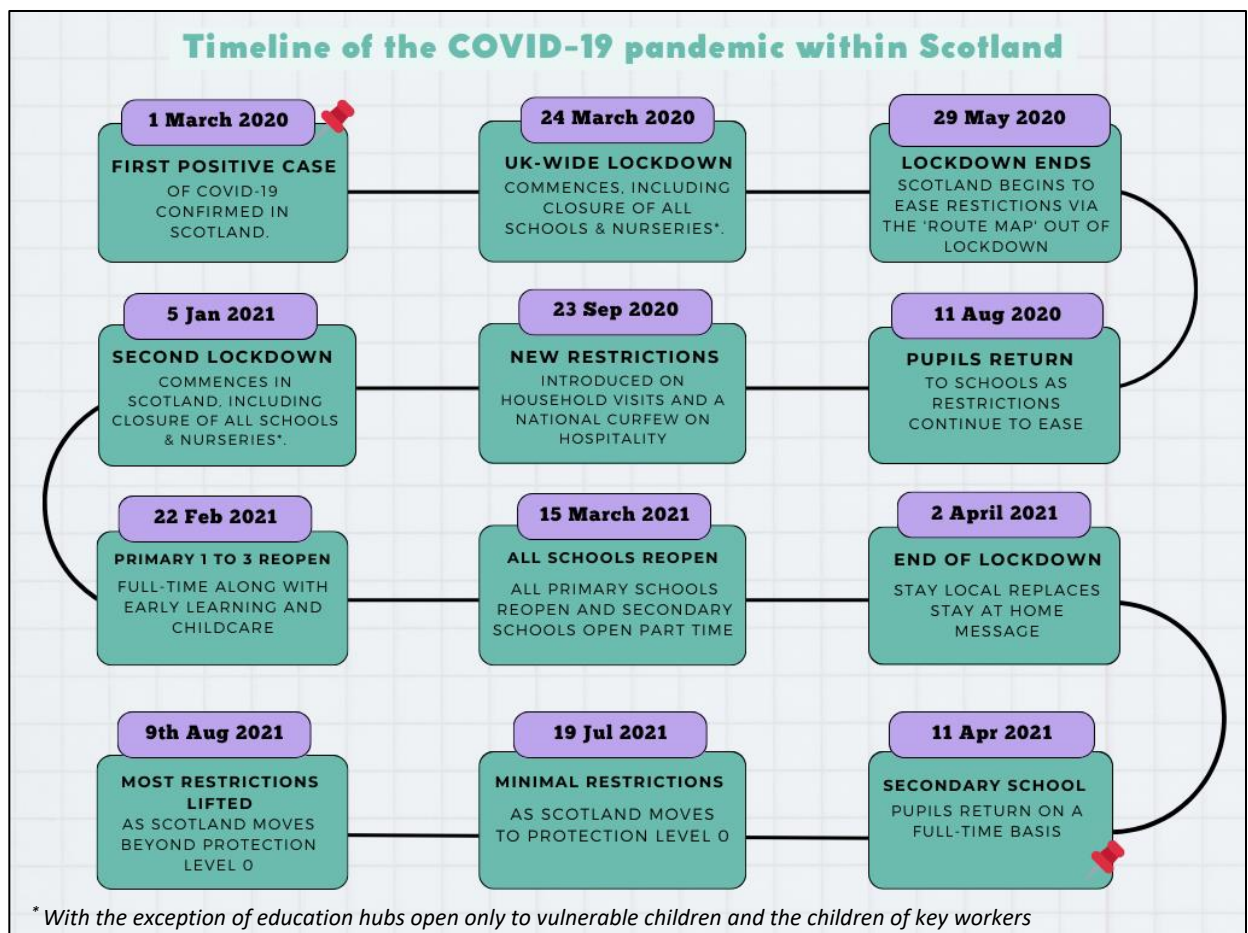 Timeline of the COVID-19 pandemic within Scotland
1 March 2020
FIRST POSITIVE CASE
OF COVID-19
CONFIRMED IN
SCOTLAND.
24 March 2020
UK-WIDE LOCKDOWN
COMMENCES, INCLUDING
CLOSURE OF ALL
SCHOOLS & NURSERIES*.
29 May 2020
LOCKDOWN ENDS
SCOTLAND BEGINS TO
EASE RESTICTIONS VIA
THE 'ROUTE MAP' OUT OF
LOCKDOWN
11 Aug 2020
PUPILS RETURN
TO SCHOOLS AS
RESTRICTIONS
CONTINUE TO EASE
23 Sep 2020
NEW RESTRICTIONS
INTRODUCED ON
HOUSEHOLD VISITS AND A
NATIONAL CURFEW ON
HOSPITALITY
5 Jan 2021
SECOND LOCKDOWN
COMMENCES IN
SCOTLAND, INCLUDING
CLOSURE OF ALL SCHOOLS
& NURSERIES*.
22 Feb 2021
PRIMARY 1 TO 3 REOPEN
FULL-TIME ALONG WITH
EARLY LEARNING AND
CHILDCARE
15 March 2021
ALL SCHOOLS REOPEN
ALL PRIMARY SCHOOLS
REOPEN AND SECONDARY
SCHOOLS OPEN PART TIME
2 April 2021
END OF LOCKDOWN
STAY LOCAL REPLACES
STAY AT HOME
MESSAGE
11 Apr 2021
SECONDARY SCHOOL
PUPILS RETURN ON A
FULL-TIME BASIS
19 Jul 2021
MINIMAL RESTRICTIONS
AS SCOTLAND MOVES
TO PROTECTION LEVEL 0
9th Aug 2021
MOST RESTRICTIONS
LIFTED
AS SCOTLAND MOVES
BEYOND PROTECTION
LEVEL 0
* With the exception of education hubs open only to vulnerable children and the children of key workers